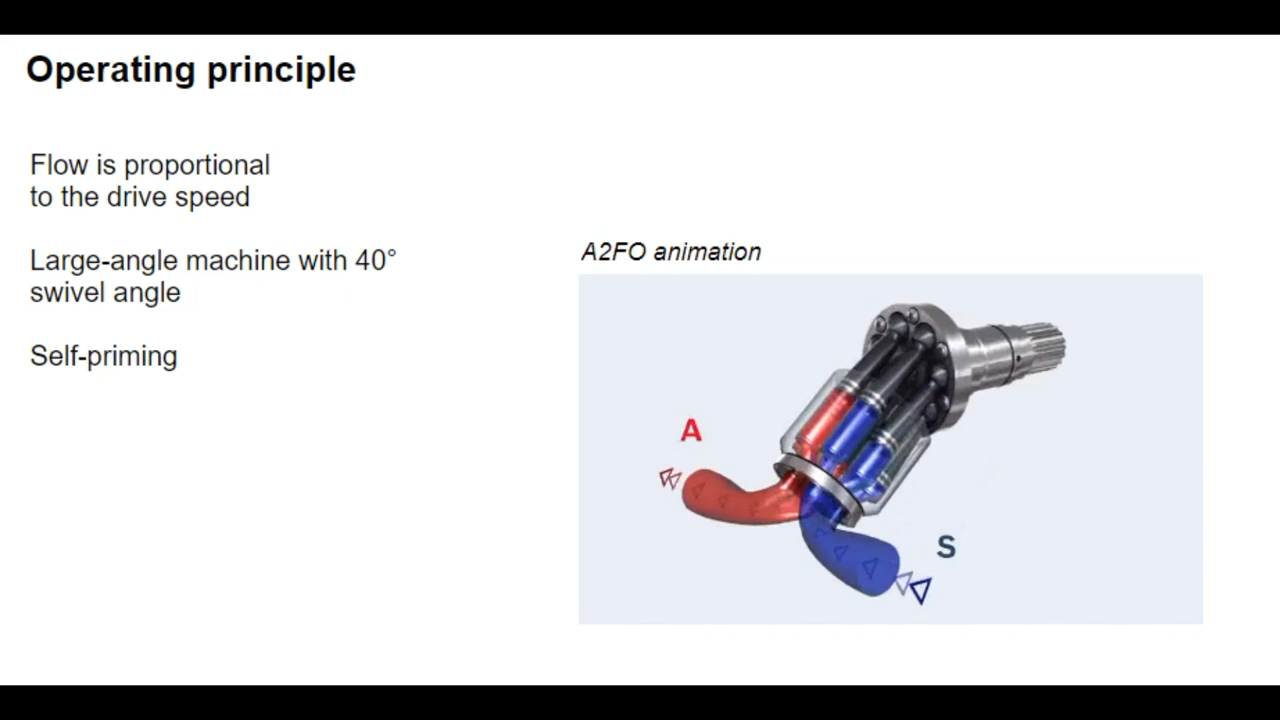 Operating principle
Flow is proportional
to the drive speed
Large-angle machine with 40°
swivel angle
Self-priming
A2FO animation
A
S